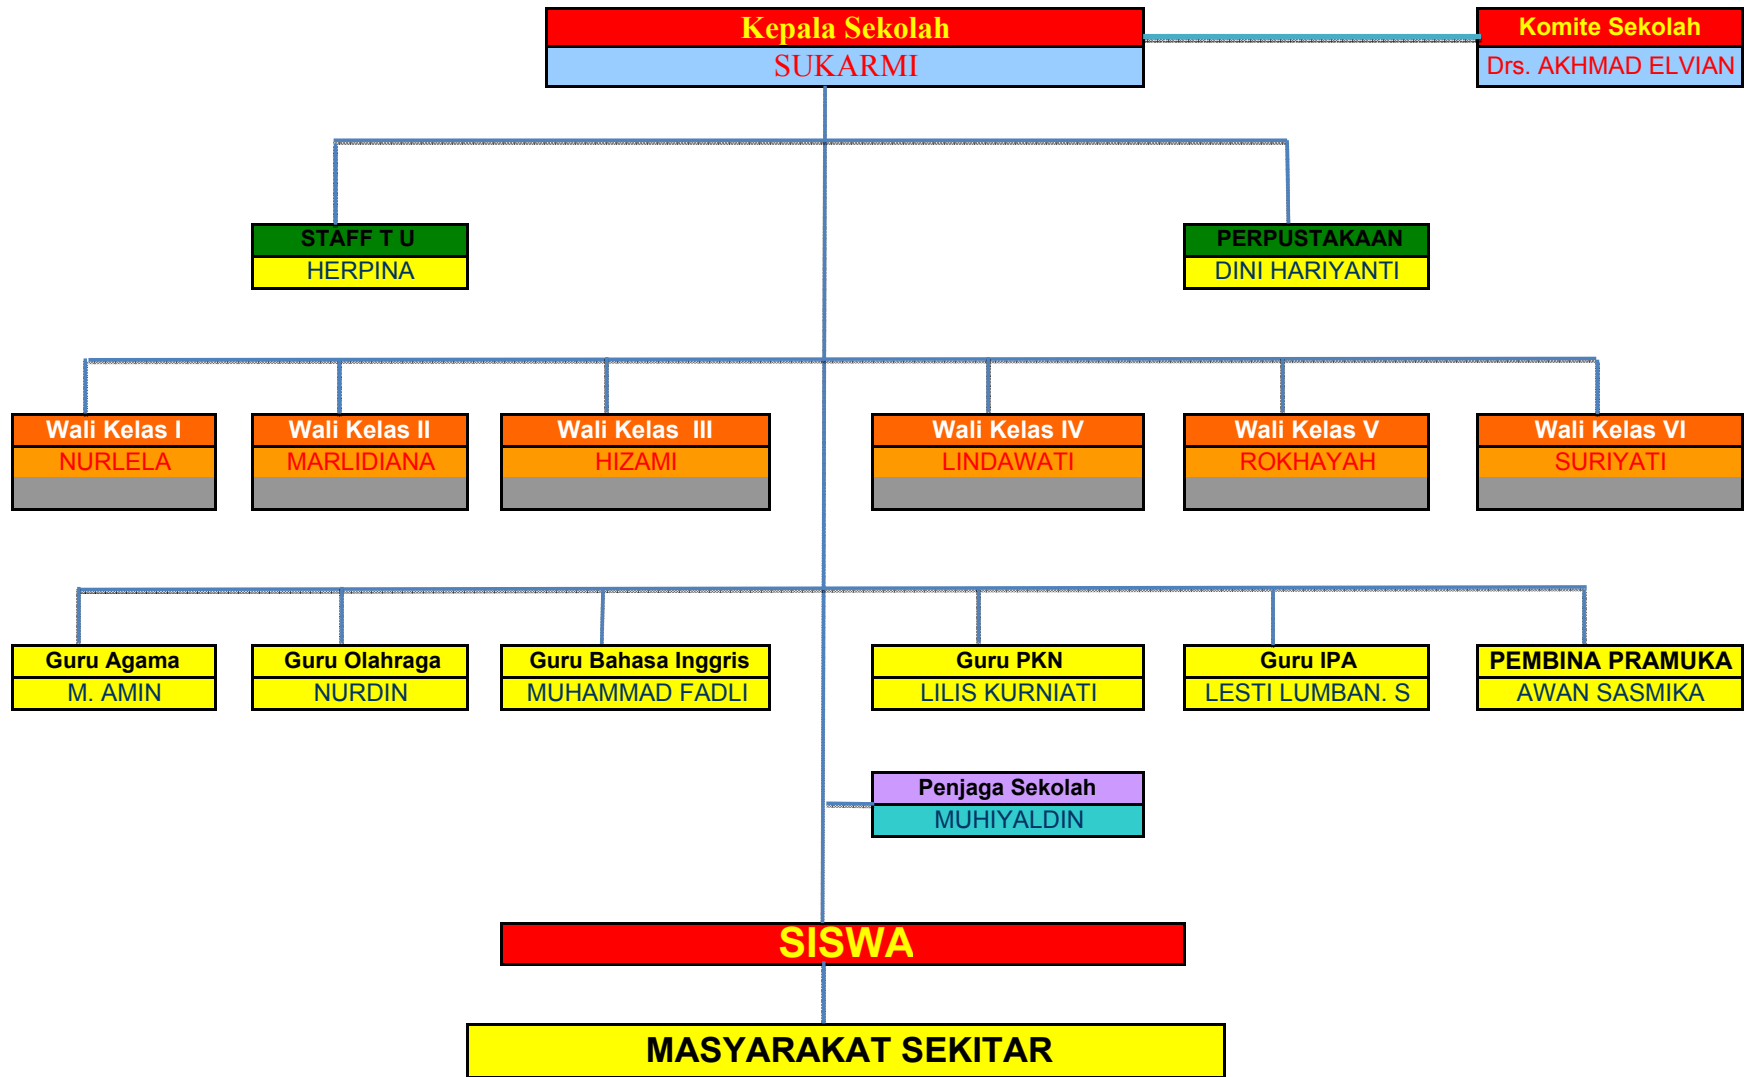 Kepala Sekolah
SUKARMI
Komite Sekolah
Drs. AKHMAD ELVIAN
STAFF T U
HERPINA
PERPUSTAKAAN
DINI HARIYANTI
Wali Kelas I
NURLELA
Wali Kelas II
MARLIDIANA
Wali Kelas III
HIZAMI
Wali Kelas IV
LINDAWATI
Wali Kelas V
ROKHAYAH
Wali Kelas VI
SURIYATI
Guru Agama
M. AMIN
Guru Olahraga
NURDIN
Guru Bahasa Inggris
MUHAMMAD FADLI
Guru PKN
LILIS KURNIATI
Guru IPA
LESTI LUMBAN. S
PEMBINA PRAMUKA
AWAN SASMIKA
Penjaga Sekolah
MUHIYALDIN
SISWA
MASYARAKAT SEKITAR